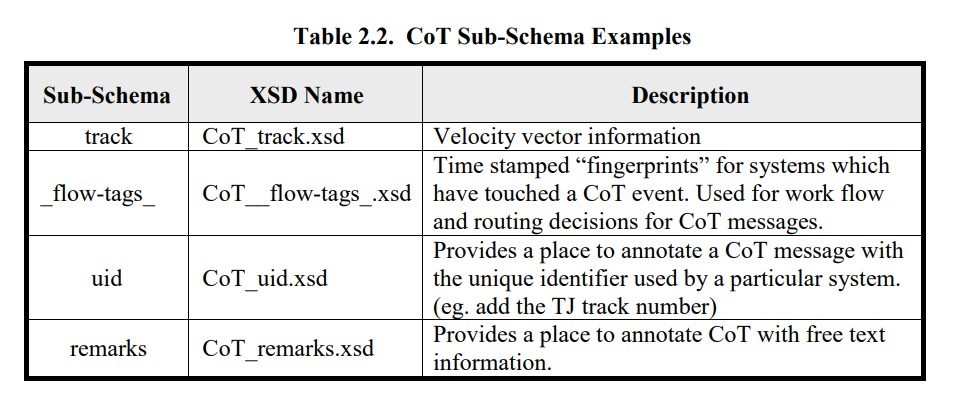 Table 2.2. CoT Sub-Schema Examples
Sub-Schema XSD Name Description
track CoT_track.xsd Velocity vector information
_flow-tags_ CoT__flow-tags_.xsd Time stamped “fingerprints” for systems which
have touched a CoT event. Used for work flow
and routing decisions for CoT messages.
uid CoT_uid.xsd Provides a place to annotate a CoT message with
the unique identifier used by a particular system.
(eg. add the TJ track number)
remarks CoT_remarks.xsd Provides a place to annotate CoT with free text
information.